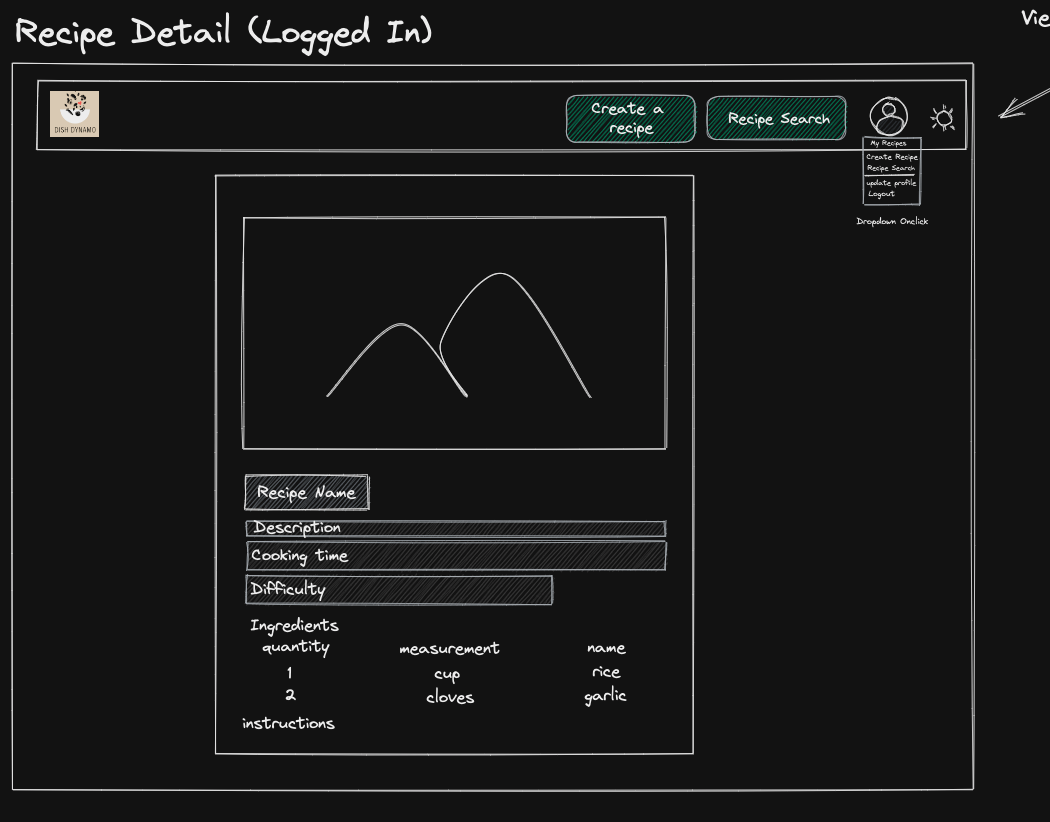 Recipe Detail (Logged In)
Vie
DISH DYNAMO
Create a
recipe
Recipe Search
My Recipes
Create Recipe
Recipe Search
update profile
Logout
Dropdown Onclick
Recipe Name
Description
Cooking time
Difficulty
Ingredients
quantity measurement name
1 cup rice
2 cloves garlic
instructions